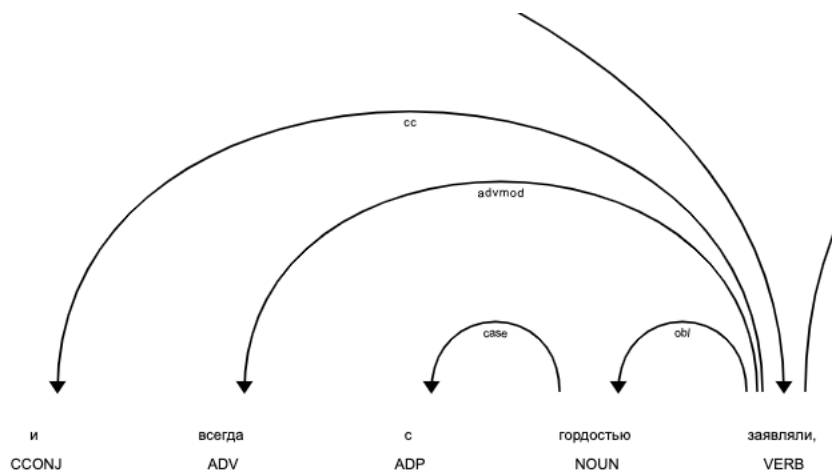 cc
advmod
case obl
и всегда с гордостью заявляли,
CCONJ ADV ADP NOUN VERB